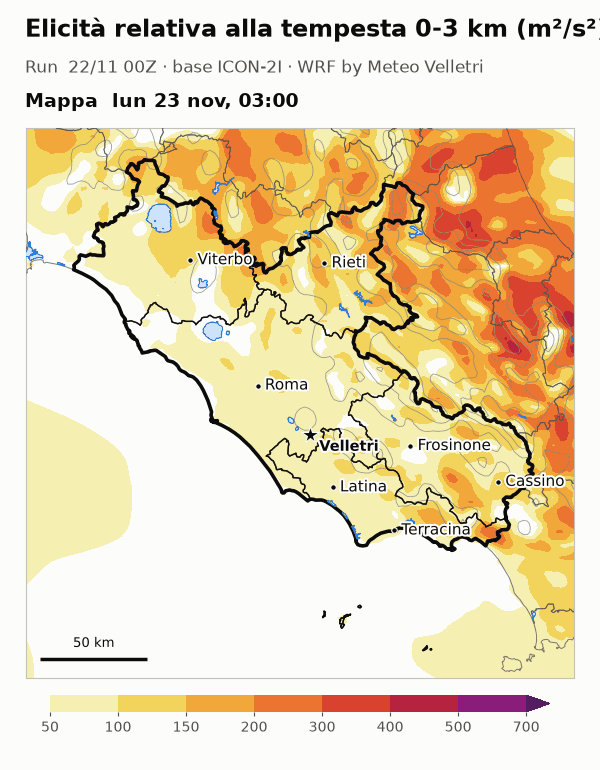 Elicità relativa alla tempesta 0-3 km (m²/s²)
Run 22/11 00Z · base ICON-2I · WRF by Meteo Velletri
Mappa lun 23 nov, 03:00
Viterbo
Rieti
Roma
Velletri
Frosinone
Cassino
Latina
Terracina
50 km
50 100 150 200 300 400 500 700